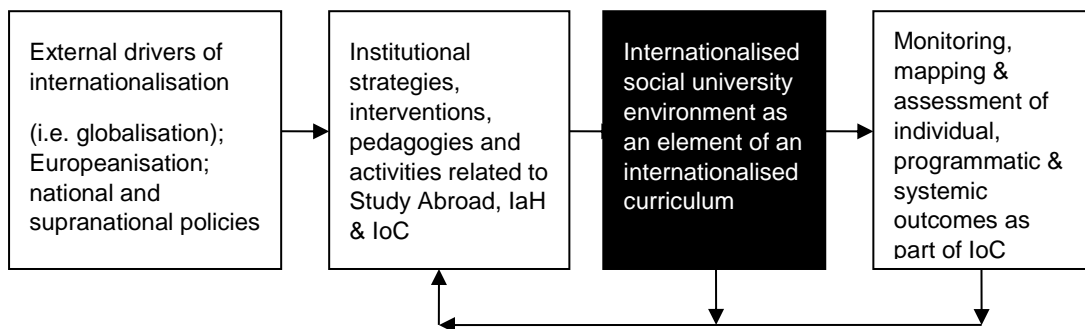 External drivers of
internationalisation
(i.e. globalisation);
Europeanisation;
national and
supranational policies
Institutional
strategies,
interventions,
pedagogies and
activities related to
Study Abroad, IaH
& IoC
Internationalised
social university
environment as
an element of an
internationalised
curriculum
Monitoring,
mapping &
assessment of
individual,
programmatic &
systemic
outcomes as
part of IoC